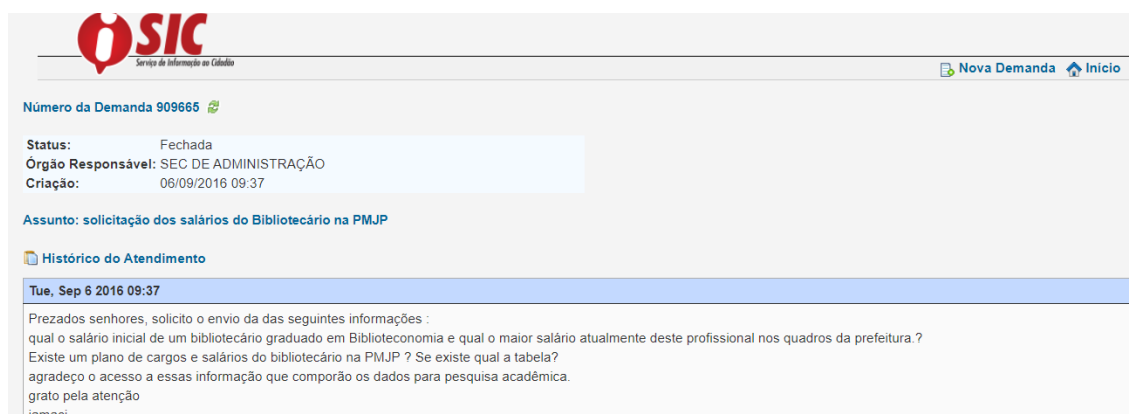 SIC
Serviço de Informação ao Cidadão
Nova Demanda Início
Número da Demanda 909665
Status: Fechada
Órgão Responsável: SEC DE ADMINISTRAÇÃO
Criação: 06/09/2016 09:37
Assunto: solicitação dos salários do Bibliotecário na PMJP
Histórico do Atendimento
Tue, Sep 6 2016 09:37
Prezados senhores, solicito o envio da das seguintes informações :
qual o salário inicial de um bibliotecário graduado em Biblioteconomia e qual o maior salário atualmente deste profissional nos quadros da prefeitura.?
Existe um plano de cargos e salários do bibliotecário na PMJP ? Se existe qual a tabela?
agradeço o acesso a essas informação que comporão os dados para pesquisa acadêmica.
grato pela atenção